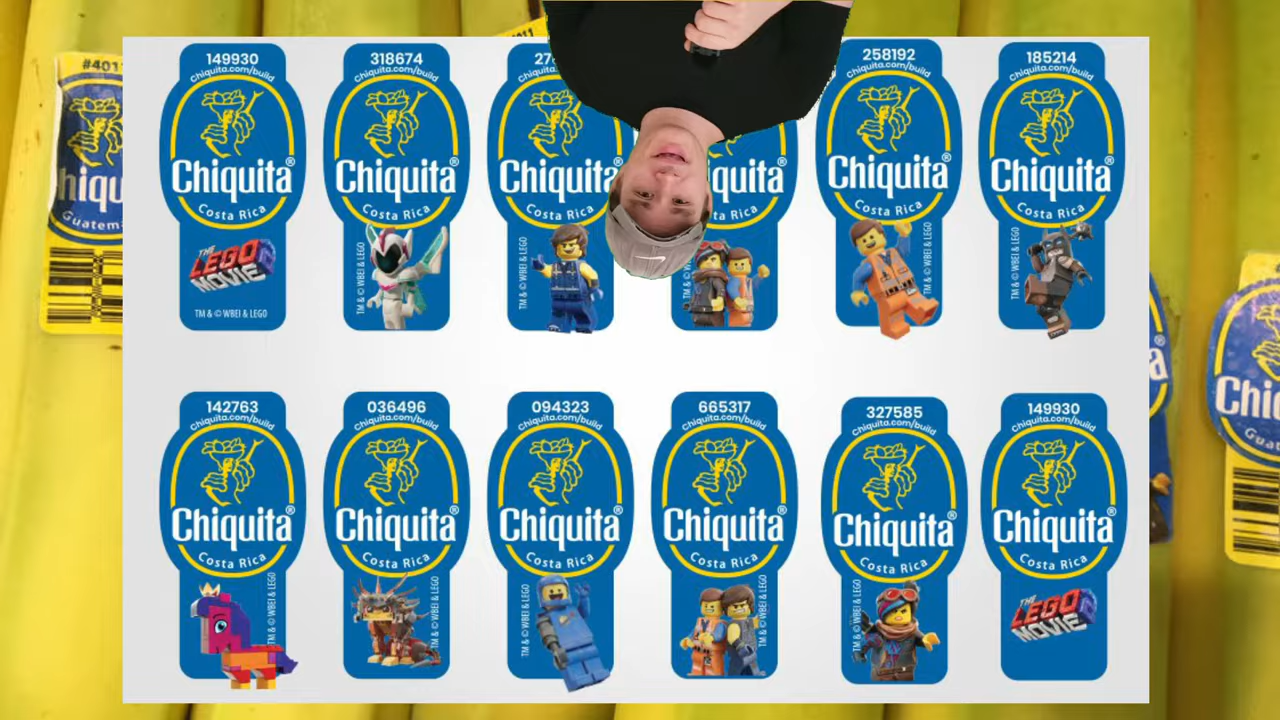 #401
hiqu
Guatem
4011
149930
chiquita.com/build
Chiquita®
Costa Rica
THE
LEGO
MOVIE 2
TM & © WBEI & LEGO
318674
chiquita.com/build
Chiquita®
Costa Rica
TM & © WBEI & LEGO
27
Chiquita
Costa Rica
TM & © WBEI & LEGO
quita®
Costa Rica
258192
chiquita.com/build
Chiquita®
Costa Rica
TM & © WBEI & LEGO
185214
chiquita.com/build
Chiquita®
Costa Rica
TM & © WBEI & LEGO
142763
chiquita.com/build
Chiquita®
Costa Rica
TM & © WBEI & LEGO
036496
chiquita.com/build
Chiquita®
Costa Rica
TM & © WBEI & LEGO
094323
chiquita.com/build
Chiquita®
Costa Rica
TM & © WBEI & LEGO
665317
chiquita.com/build
Chiquita®
Costa Rica
TM & © WBEI & LEGO
327585
chiquita.com/build
Chiquita®
Costa Rica
TM & © WBEI & LEGO
149930
chiquita.com/build
Chiquita®
Costa Rica
THE
LEGO
MOVIE 2
a
Chi
Guat